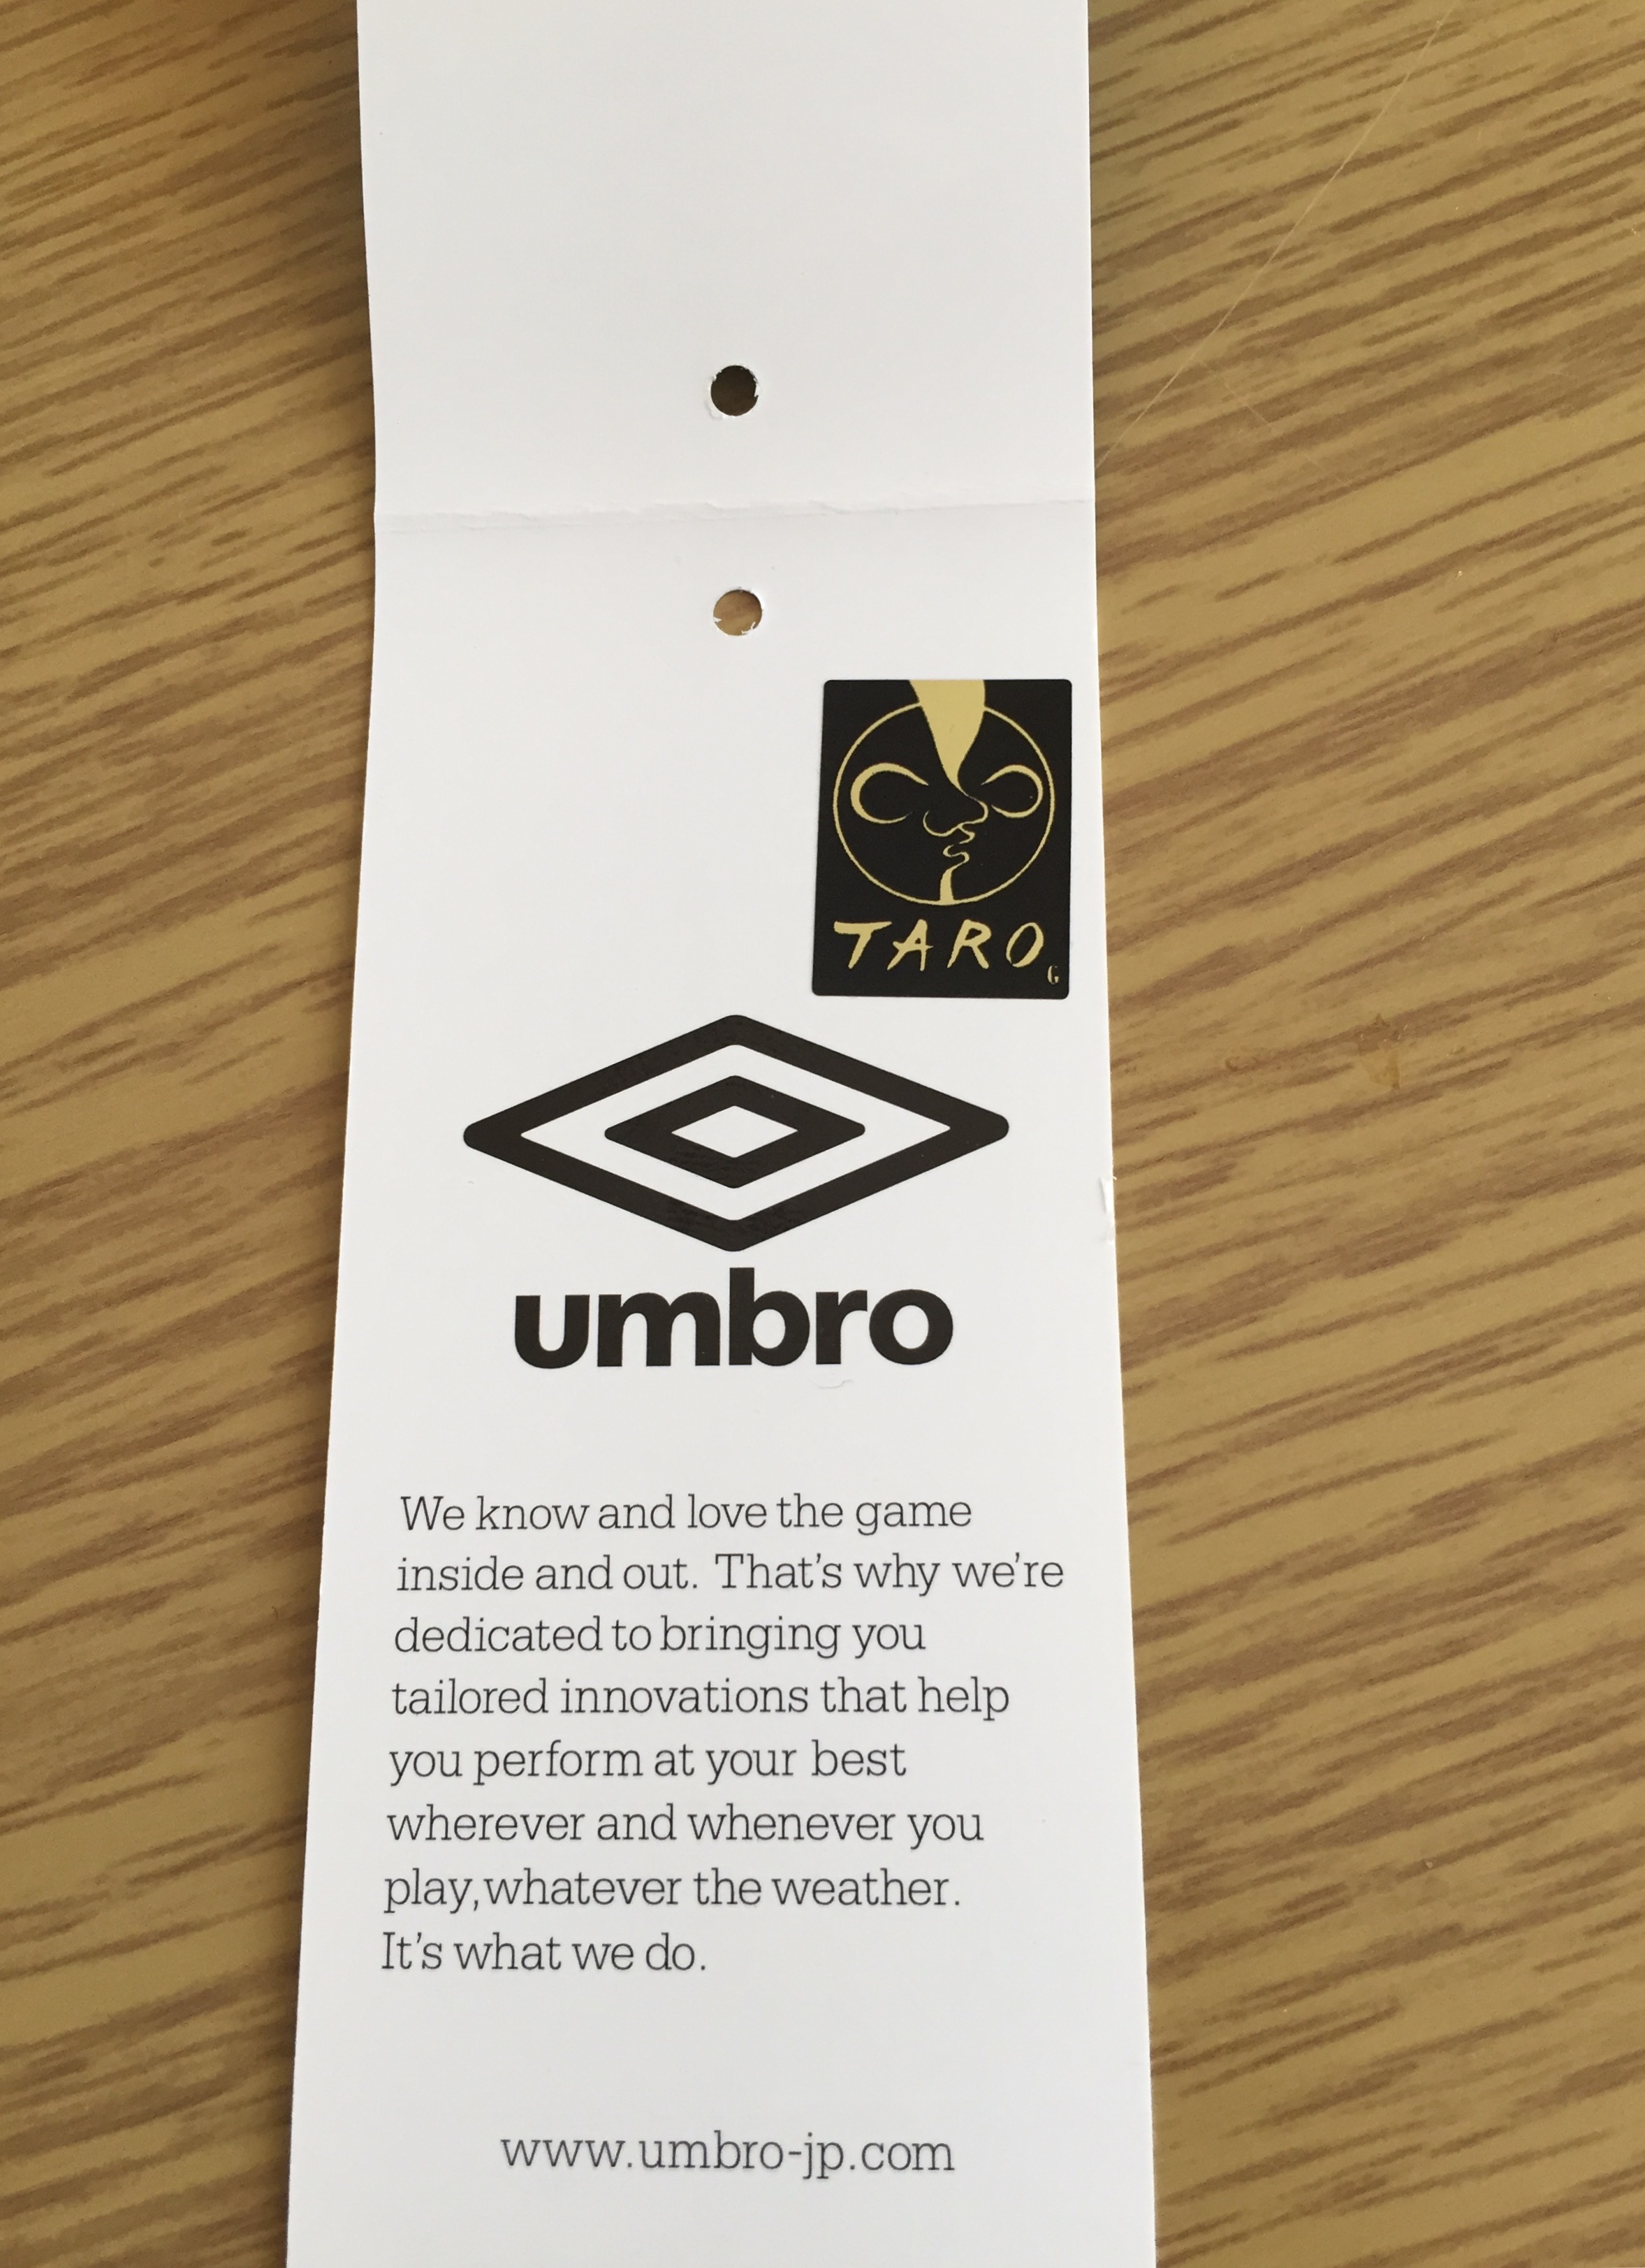 TARO
G
umbro
We know and love the game
inside and out. That's why we're
dedicated to bringing you
tailored innovations that help
you perform at your best
wherever and whenever you
play, whatever the weather.
It's what we do.
www.umbro-jp.com